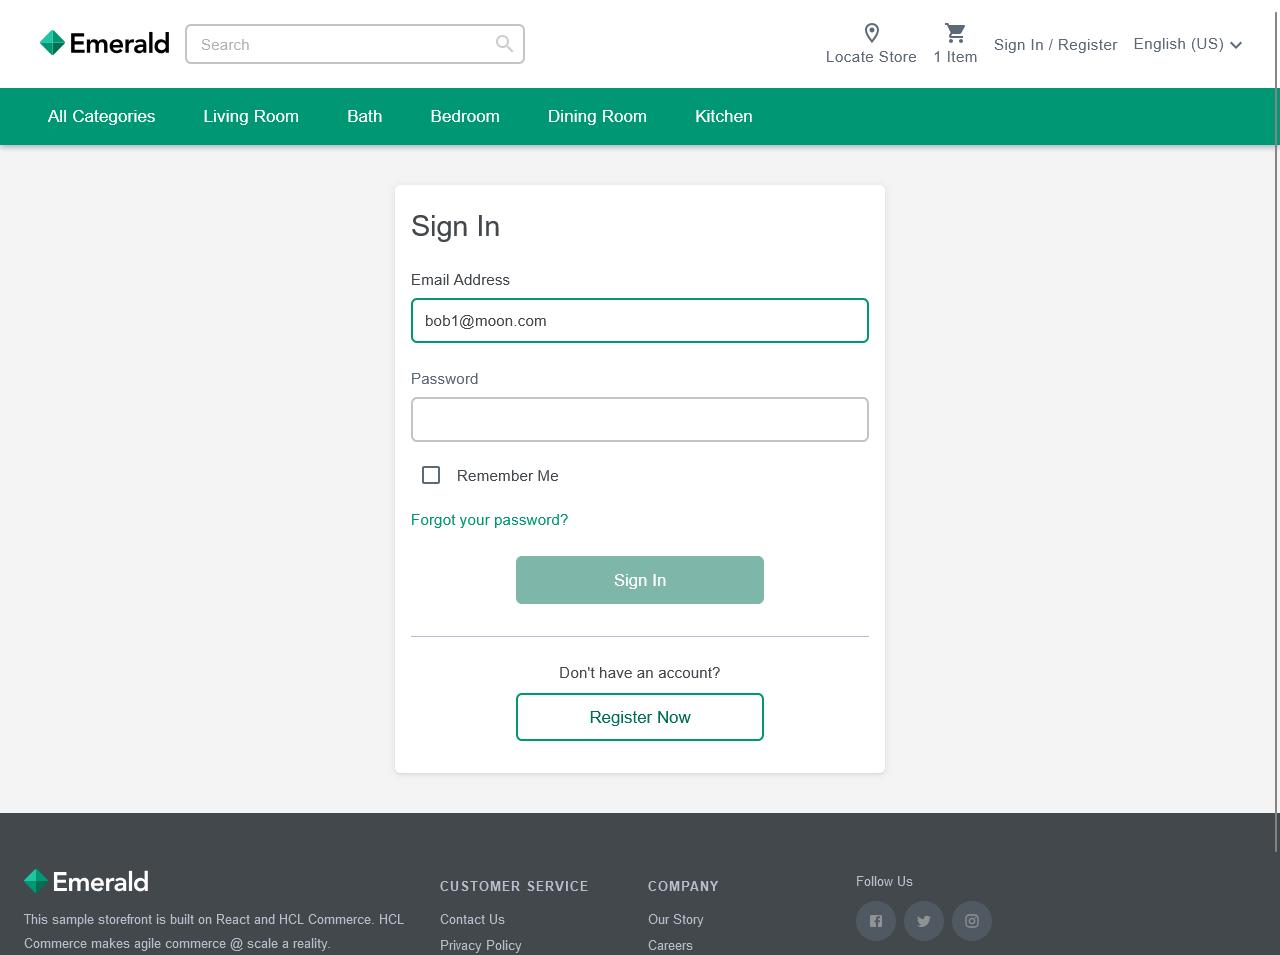 Emerald
Search
Locate Store
1 Item
Sign In / Register
English (US)
All Categories
Living Room
Bath
Bedroom
Dining Room
Kitchen
Sign In
Email Address
bob1@moon.com
Password
Remember Me
Forgot your password?
Sign In
Don't have an account?
Register Now
Emerald
This sample storefront is built on React and HCL Commerce. HCL
Commerce makes agile commerce @ scale a reality.
CUSTOMER SERVICE
Contact Us
Privacy Policy
COMPANY
Our Story
Careers
Follow Us